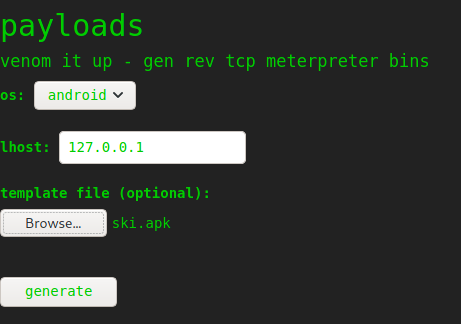 payloads
venom it up - gen rev tcp meterpreter bins
os: android
lhost: 127.0.0.1
template file (optional):
Browse... ski.apk
generate